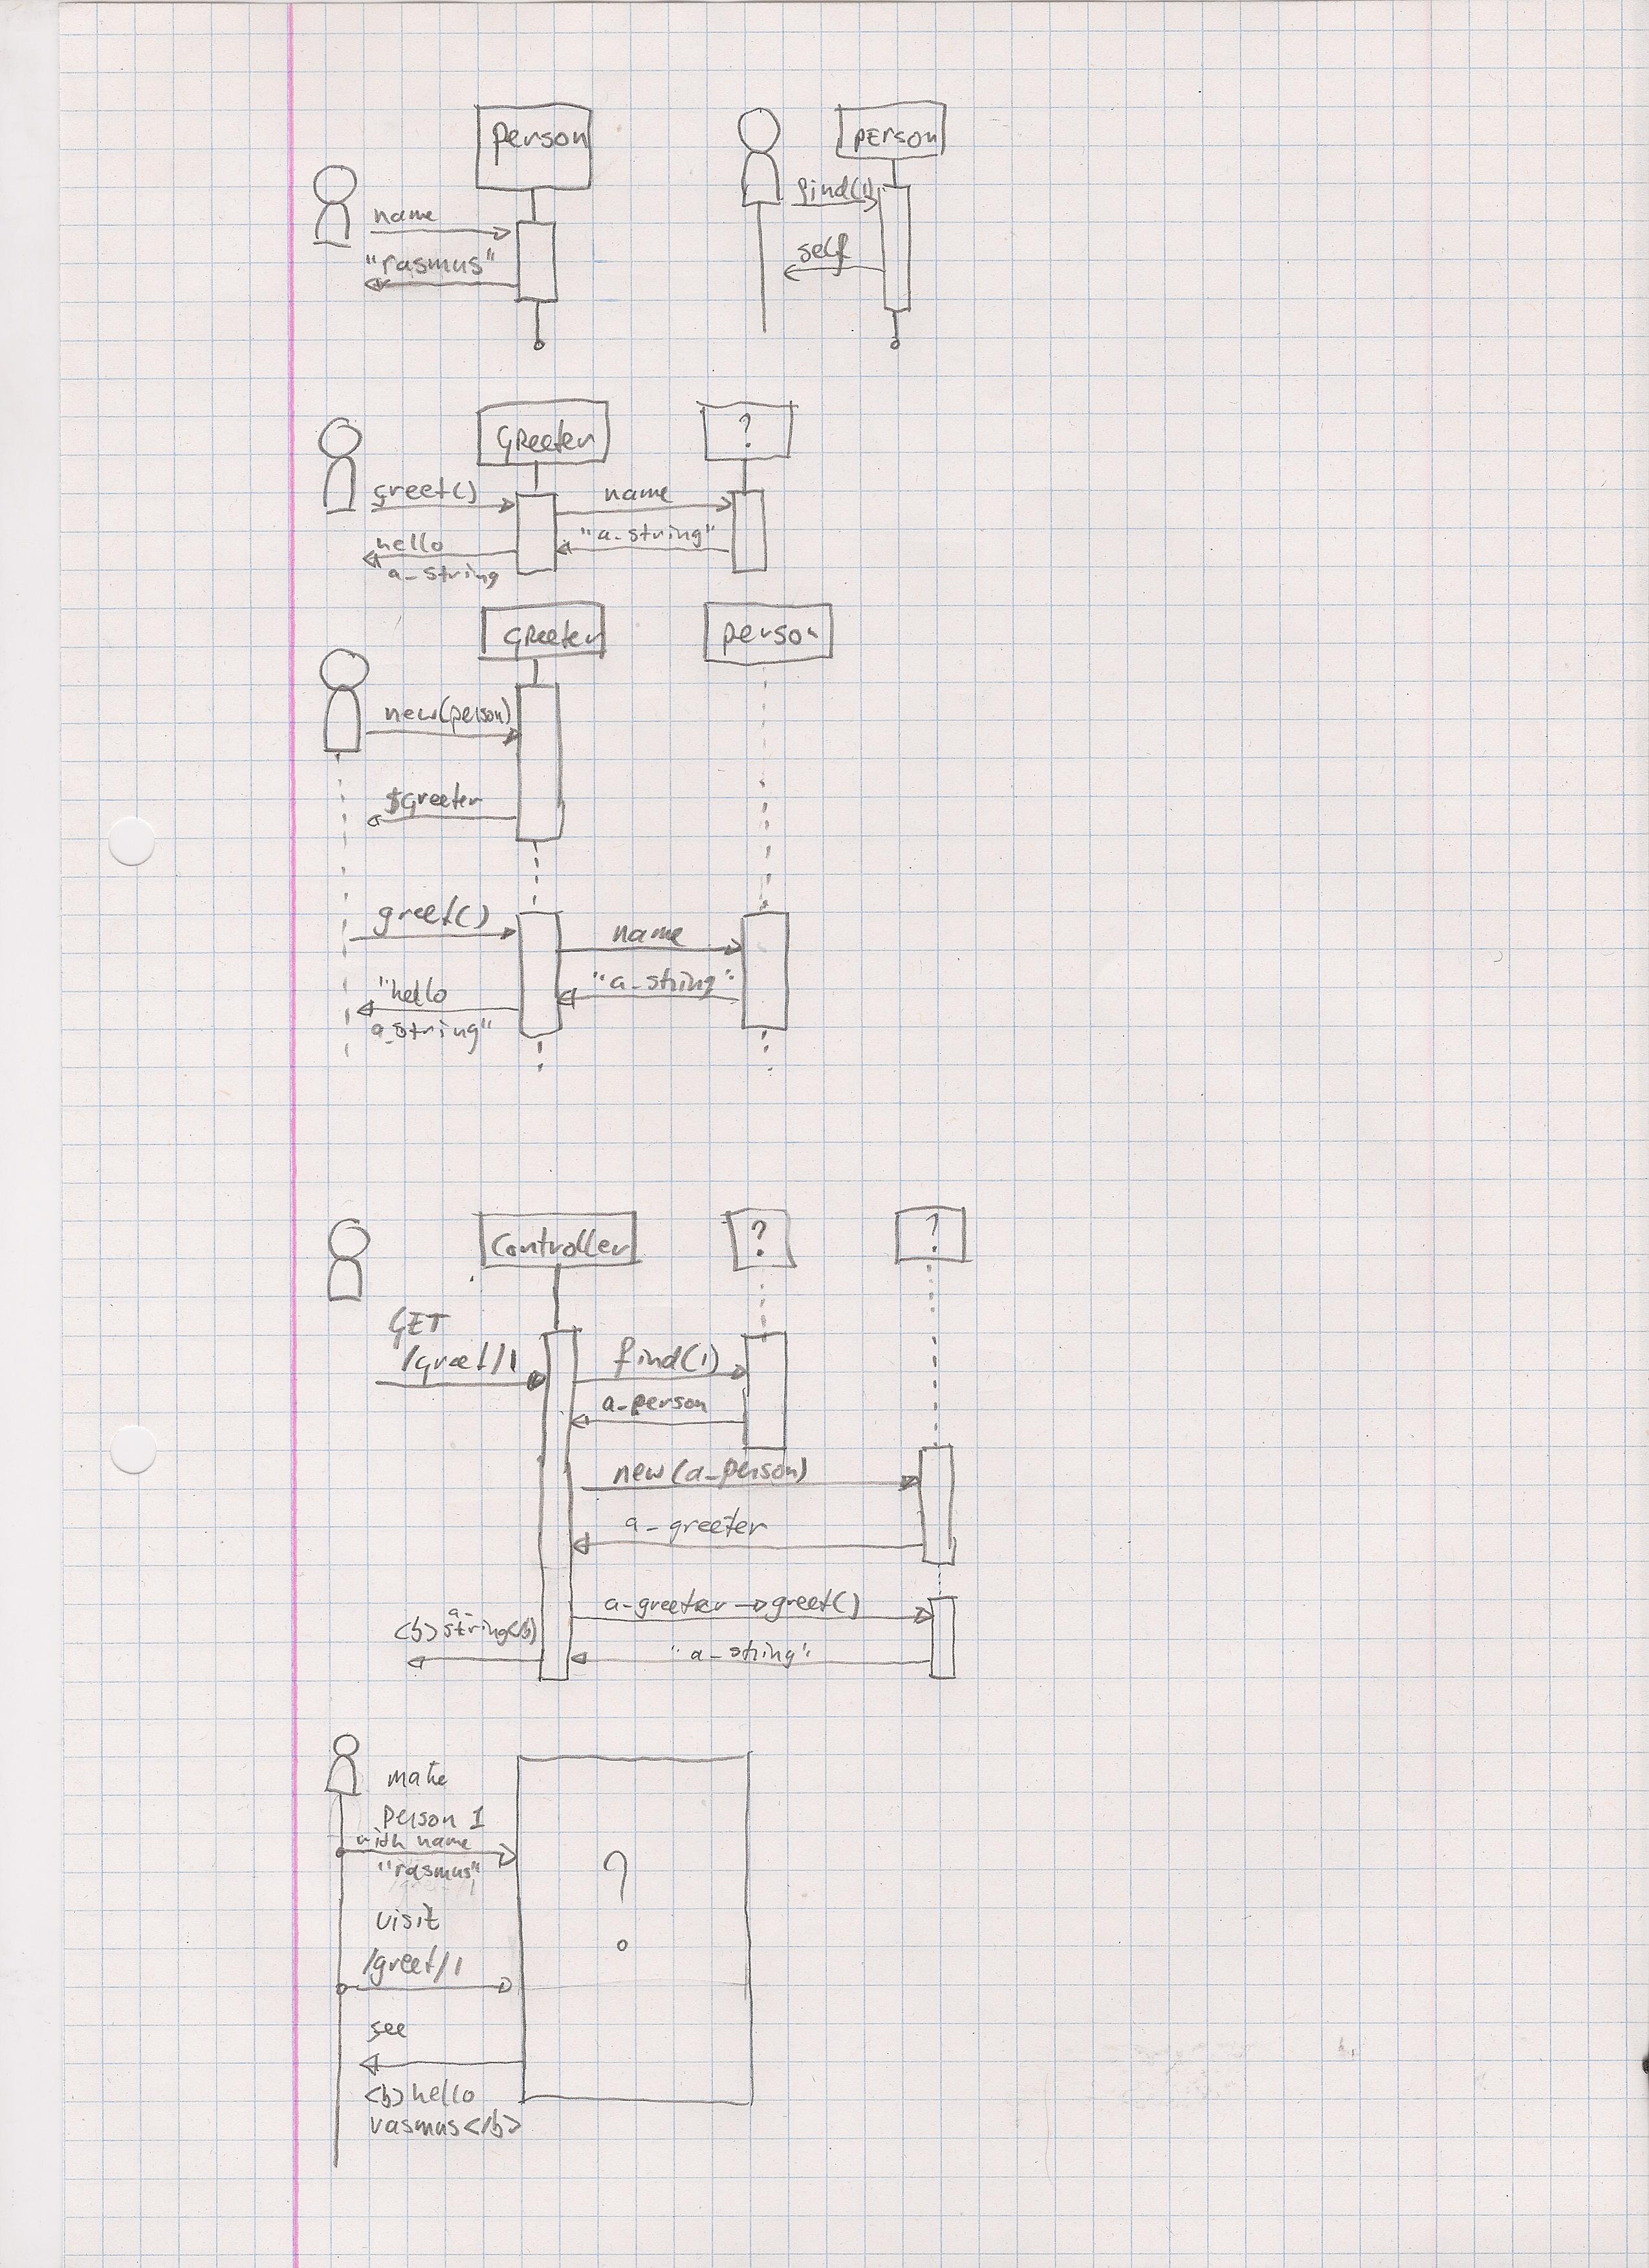 person
name
"rasmus"
person
find(1)
self
Greeter
?
greet()
name
"a_string"
hello
a_string
Greeter
person
new(person)
$greeter
greet()
name
"a_string"
"hello
a_string"
Controller
?
?
GET
/greet/1
find(1)
a_person
new(a_person)
a_greeter
a-greeter→greet()
"a_string"
a_
<b>string</b>
make
person 1
with name
"rasmus"
?
visit
/greet/1
see
<b>hello
rasmus</b>